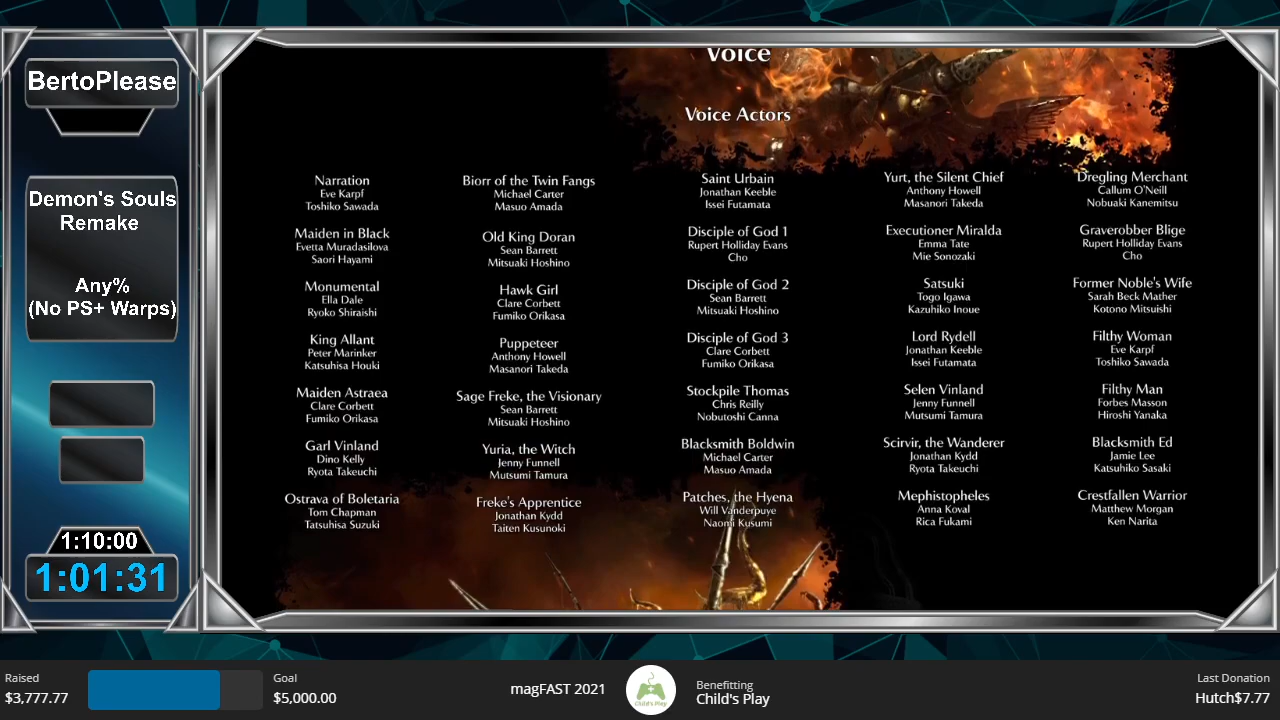 BertoPlease
Demon's Souls
Remake
Any%
(No PS+ Warps)
1:10:00
1:01:31
Voice
Voice Actors
Narration
Eve Karpf
Toshiko Sawada
Maiden in Black
Evetta Muradasilova
Saori Hayami
Monumental
Ella Dale
Ryoko Shiraishi
King Allant
Peter Marinker
Katsuhisa Houki
Maiden Astraea
Clare Corbett
Fumiko Orikasa
Garl Vinland
Dino Kelly
Ryota Takeuchi
Ostrava of Boletaria
Tom Chapman
Tatsuhisa Suzuki
Biorr of the Twin Fangs
Michael Carter
Masuo Amada
Old King Doran
Sean Barrett
Mitsuaki Hoshino
Hawk Girl
Clare Corbett
Fumiko Orikasa
Puppeteer
Anthony Howell
Masanori Takeda
Sage Freke, the Visionary
Sean Barrett
Mitsuaki Hoshino
Yuria, the Witch
Jenny Funnell
Mutsumi Tamura
Freke's Apprentice
Jonathan Kydd
Taiten Kusunoki
Saint Urbain
Jonathan Keeble
Issei Futamata
Disciple of God 1
Rupert Holliday Evans
Cho
Disciple of God 2
Sean Barrett
Mitsuaki Hoshino
Disciple of God 3
Clare Corbett
Fumiko Orikasa
Stockpile Thomas
Chris Reilly
Nobutoshi Canna
Blacksmith Boldwin
Michael Carter
Masuo Amada
Patches, the Hyena
Will Vanderpuye
Naomi Kusumi
Yurt, the Silent Chief
Anthony Howell
Masanori Takeda
Executioner Miralda
Emma Tate
Mie Sonozaki
Satsuki
Togo Igawa
Kazuhiko Inoue
Lord Rydell
Jonathan Keeble
Issei Futamata
Selen Vinland
Jenny Funnell
Mutsumi Tamura
Scirvir, the Wanderer
Jonathan Kydd
Ryota Takeuchi
Mephistopheles
Anna Koval
Rica Fukami
Dregling Merchant
Callum O'Neill
Nobuaki Kanemitsu
Graverobber Blige
Rupert Holliday Evans
Cho
Former Noble's Wife
Sarah Beck Mather
Kotono Mitsuishi
Filthy Woman
Eve Karpf
Toshiko Sawada
Filthy Man
Forbes Masson
Hiroshi Yanaka
Blacksmith Ed
Jamie Lee
Katsuhiko Sasaki
Crestfallen Warrior
Matthew Morgan
Ken Narita
Raised
$3,777.77
Goal
$5,000.00
magFAST 2021
Child's Play
Benefitting
Child's Play
Last Donation
Hutch$7.77